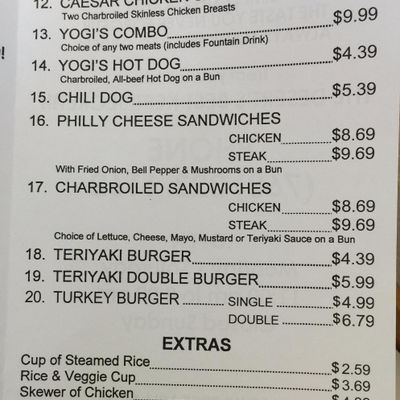 12. CAESAR CHICKEN
Two Charbroiled Skinless Chicken Breasts
13. YOGI'S COMBO $9.99
Choice of any two meats (includes Fountain Drink)
14. YOGI'S HOT DOG $4.39
Charbroiled, All-beef Hot Dog on a Bun
15. CHILI DOG $5.39
16. PHILLY CHEESE SANDWICHES
CHICKEN $8.69
STEAK $9.69
With Fried Onion, Bell Pepper & Mushrooms on a Bun
17. CHARBROILED SANDWICHES
CHICKEN $8.69
STEAK $9.69
Choice of Lettuce, Cheese, Mayo, Mustard or Teriyaki Sauce on a Bun
18. TERIYAKI BURGER $4.39
19. TERIYAKI DOUBLE BURGER $5.99
20. TURKEY BURGER SINGLE $4.99
DOUBLE $6.79
EXTRAS
Cup of Steamed Rice $2.59
Rice & Veggie Cup $3.69
Skewer of Chicken